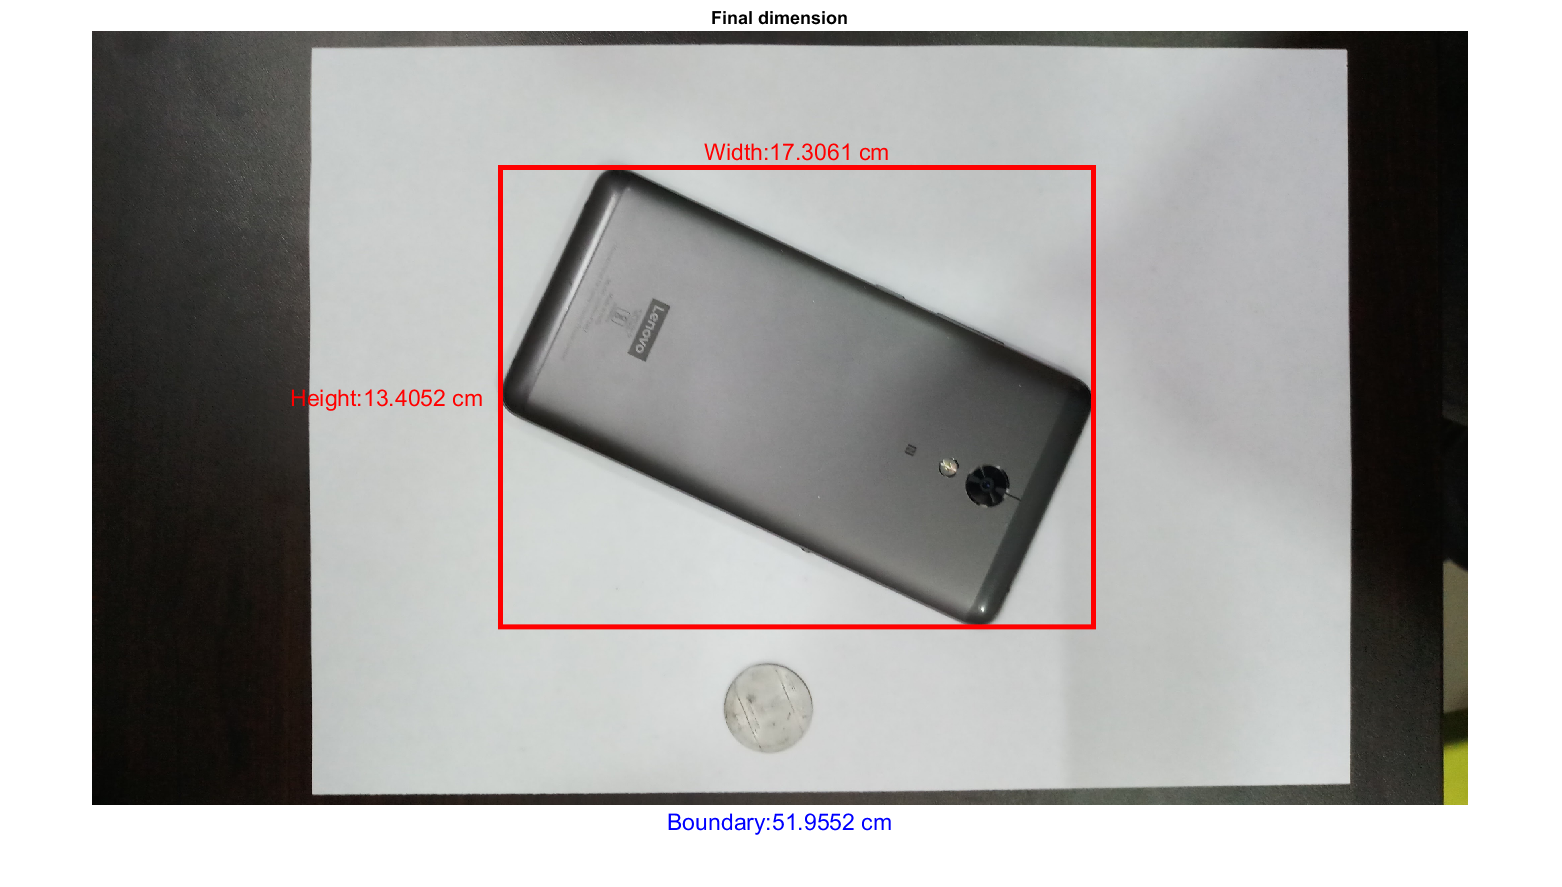 Final dimension
Width:17.3061 cm
Lenovo
Height:13.4052 cm
Boundary:51.9552 cm